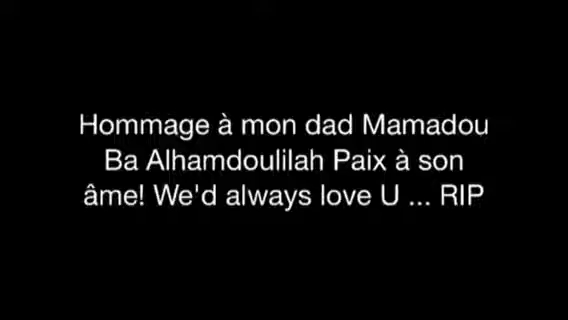 Hommage à mon dad Mamadou
Ba Alhamdoulilah Paix à son
âme! We'd always love U ... RIP